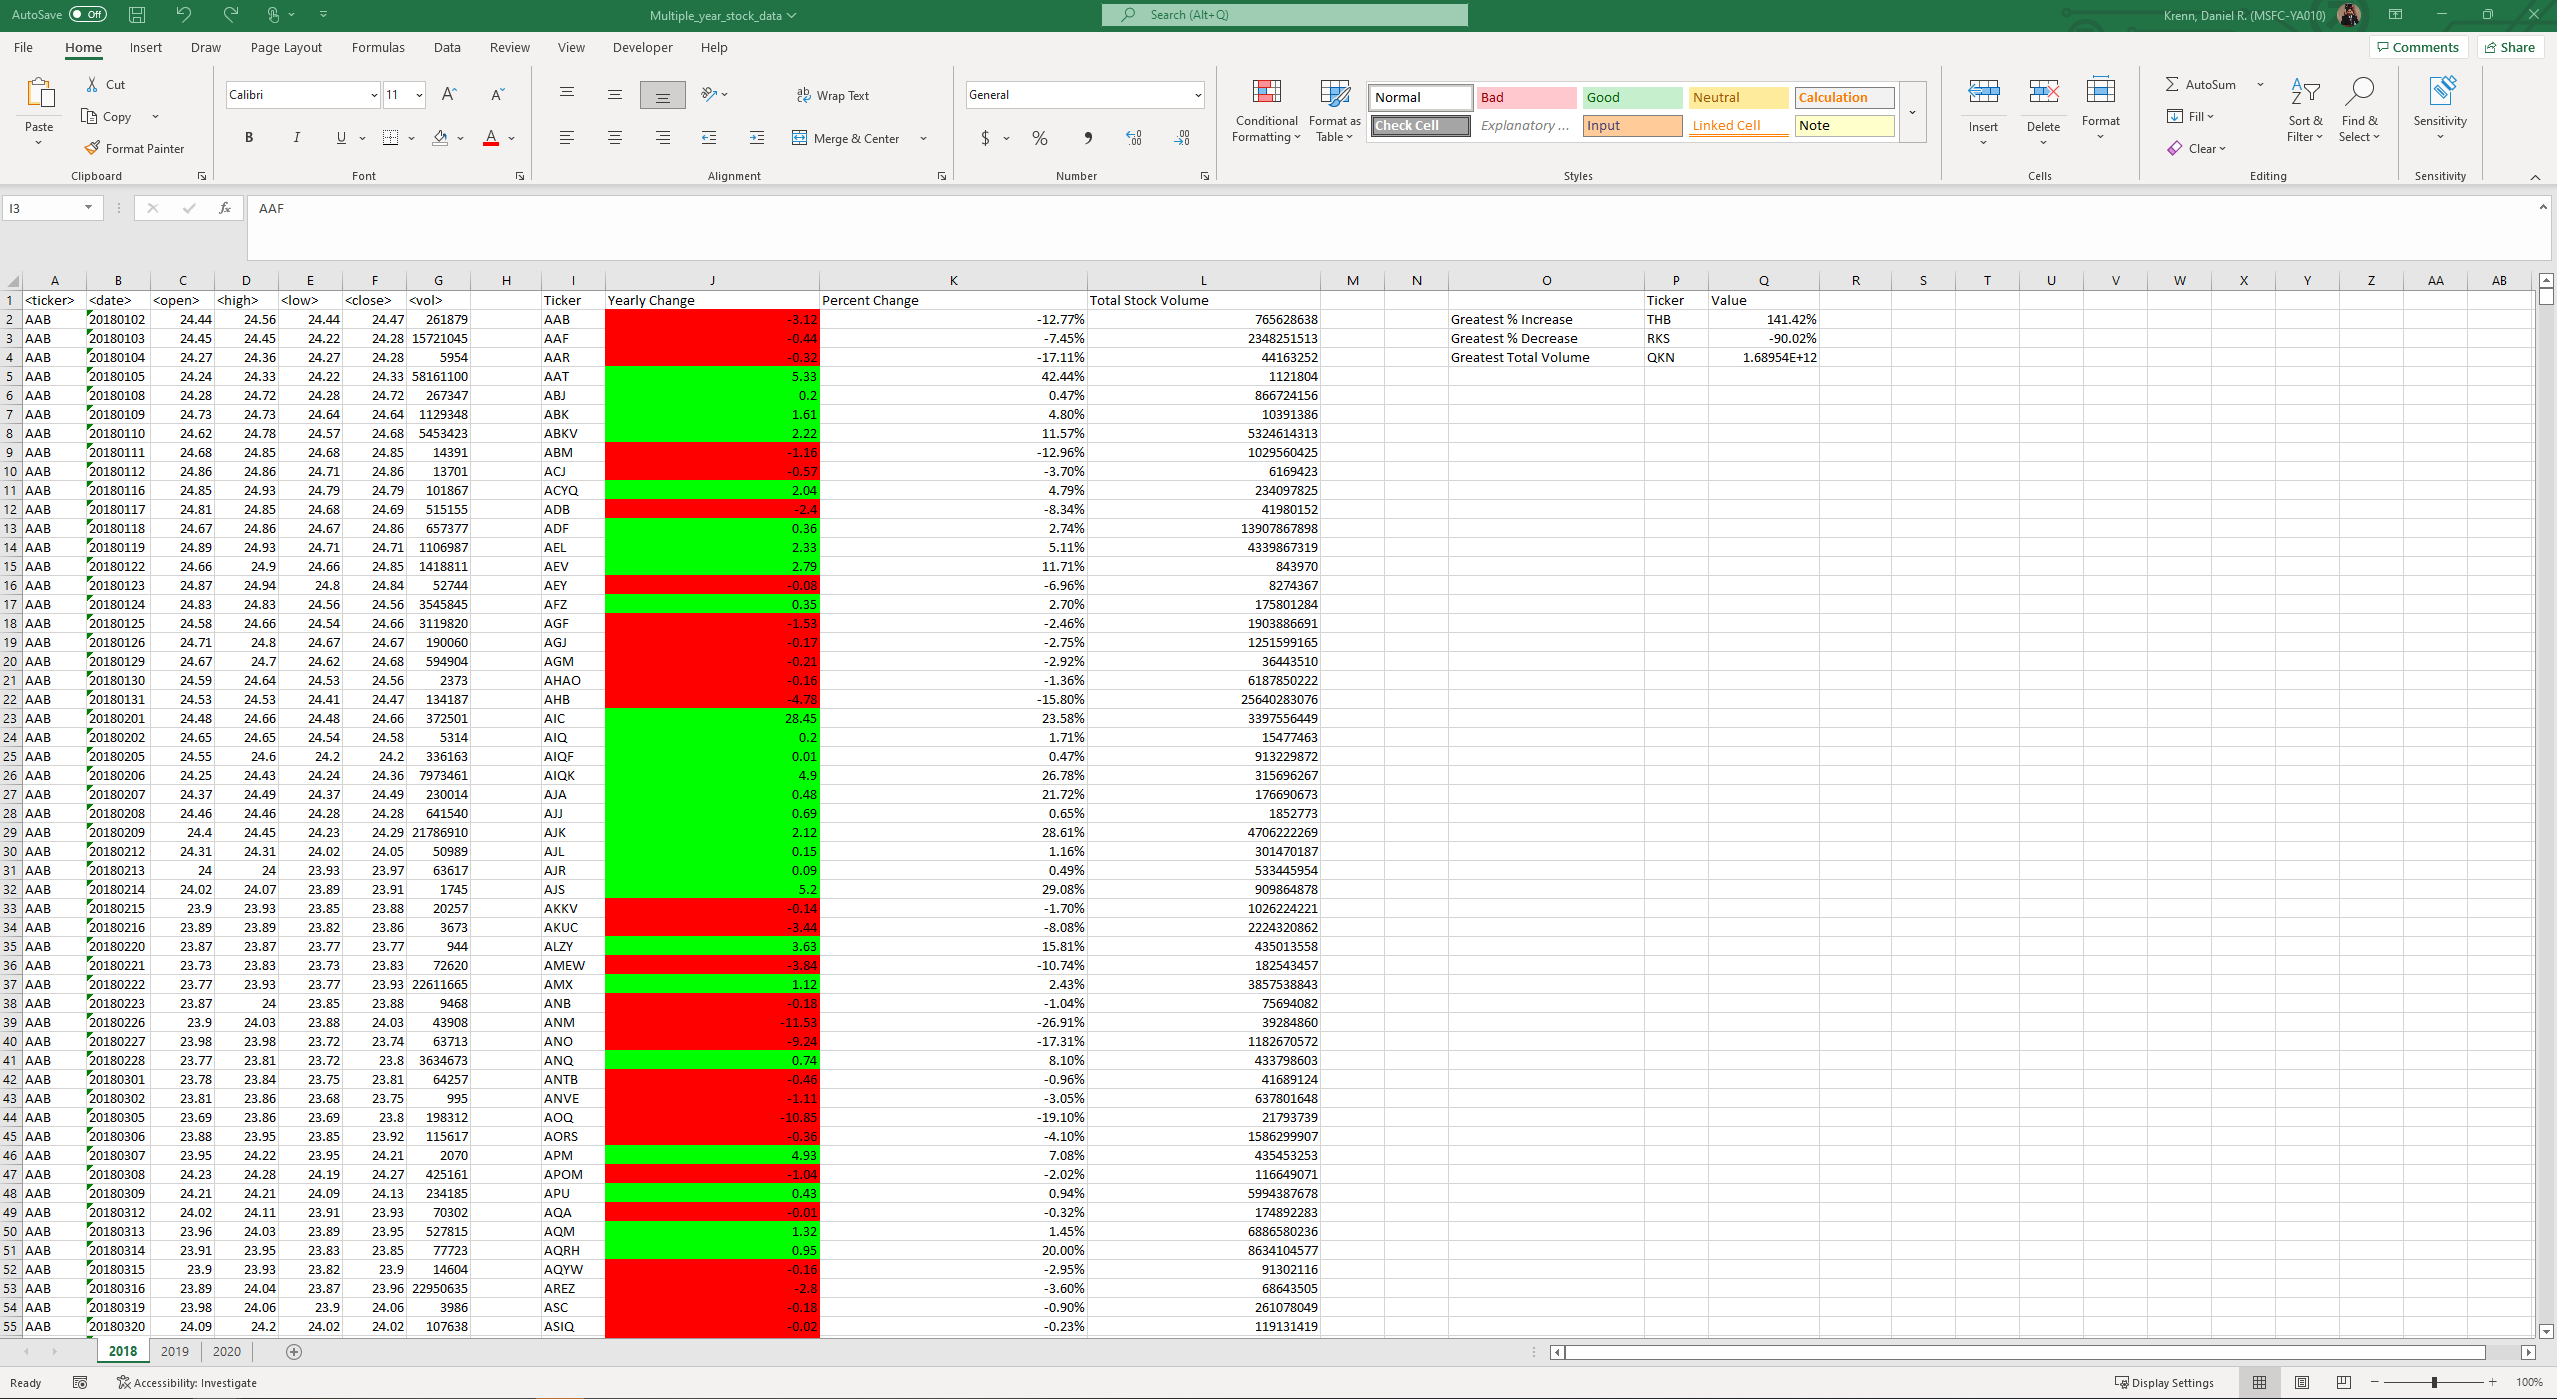 AutoSave Off Multiple_year_stock_data Search (Alt+Q) Krenn, Daniel R. (MSFC-YA010)
File Home Insert Draw Page Layout Formulas Data Review View Developer Help Comments Share
Paste Cut Copy Format Painter Clipboard
Calibri 11 B I U A Font
Wrap Text Merge & Center Alignment
General $ % Number
Conditional Formatting Format as Table
Normal Bad Good Neutral Calculation
Check Cell Explanatory ... Input Linked Cell Note
Styles
Insert Delete Format Cells
AutoSum Fill Clear Sort & Filter Find & Select Editing
Sensitivity Sensitivity
I3 fx AAF
A B C D E F G H I J K L M N O P Q R S T U V W X Y Z AA AB
1 <ticker> <date> <open> <high> <low> <close> <vol> Ticker Yearly Change Percent Change Total Stock Volume Ticker Value
2 AAB 20180102 24.44 24.56 24.44 24.47 261879 AAB -3.12 -12.77% 765628638 Greatest % Increase THB 141.42%
3 AAB 20180103 24.45 24.45 24.22 24.28 15721045 AAF -0.44 -7.45% 2348251513 Greatest % Decrease RKS -90.02%
4 AAB 20180104 24.27 24.36 24.27 24.28 5954 AAR -0.32 -17.11% 44163252 Greatest Total Volume QKN 1.68954E+12
5 AAB 20180105 24.24 24.33 24.22 24.33 58161100 AAT 5.33 42.44% 1121804
6 AAB 20180108 24.28 24.72 24.28 24.72 267347 ABJ 0.2 0.47% 866724156
7 AAB 20180109 24.73 24.73 24.64 24.64 1129348 ABK 1.61 4.80% 10391386
8 AAB 20180110 24.62 24.78 24.57 24.68 5453423 ABKV 2.22 11.57% 5324614313
9 AAB 20180111 24.68 24.85 24.68 24.85 14391 ABM -1.16 -12.96% 1029560425
10 AAB 20180112 24.86 24.86 24.71 24.86 13701 ACJ -0.57 -3.70% 6169423
11 AAB 20180116 24.85 24.93 24.79 24.79 101867 ACYQ 2.04 4.79% 234097825
12 AAB 20180117 24.81 24.85 24.68 24.69 515155 ADB -2.4 -8.34% 41980152
13 AAB 20180118 24.67 24.86 24.67 24.86 657377 ADF 0.36 2.74% 13907867898
14 AAB 20180119 24.89 24.93 24.71 24.71 1106987 AEL 2.33 5.11% 4339867319
15 AAB 20180122 24.66 24.9 24.66 24.85 1418811 AEV 2.79 11.71% 843970
16 AAB 20180123 24.87 24.94 24.8 24.84 52744 AEY -0.08 -6.96% 8274367
17 AAB 20180124 24.83 24.83 24.56 24.56 3545845 AFZ 0.35 2.70% 175801284
18 AAB 20180125 24.58 24.66 24.54 24.66 3119820 AGF -1.53 -2.46% 1903886691
19 AAB 20180126 24.71 24.8 24.67 24.67 190060 AGJ -0.17 -2.75% 1251599165
20 AAB 20180129 24.67 24.7 24.62 24.68 594904 AGM -0.21 -2.92% 36443510
21 AAB 20180130 24.59 24.64 24.53 24.56 2373 AHAO -0.16 -1.36% 6187850222
22 AAB 20180131 24.53 24.53 24.41 24.47 134187 AHB -4.78 -15.80% 25640283076
23 AAB 20180201 24.48 24.66 24.48 24.66 372501 AIC 28.45 23.58% 3397556449
24 AAB 20180202 24.65 24.65 24.54 24.58 5314 AIQ 0.2 1.71% 15477463
25 AAB 20180205 24.55 24.6 24.2 24.2 336163 AIQF 0.01 0.47% 913229872
26 AAB 20180206 24.25 24.43 24.24 24.36 7973461 AIQK 4.9 26.78% 315696267
27 AAB 20180207 24.37 24.49 24.37 24.49 230014 AJA 0.48 21.72% 176690673
28 AAB 20180208 24.46 24.46 24.28 24.28 641540 AJJ 0.69 0.65% 1852773
29 AAB 20180209 24.4 24.45 24.23 24.29 21786910 AJK 2.12 28.61% 4706222269
30 AAB 20180212 24.31 24.31 24.02 24.05 50989 AJL 0.15 1.16% 301470187
31 AAB 20180213 24 24 23.93 23.97 63617 AJR 0.09 0.49% 533445954
32 AAB 20180214 24.02 24.07 23.89 23.91 1745 AJS 5.2 29.08% 909864878
33 AAB 20180215 23.9 23.93 23.85 23.88 20257 AKKV -0.14 -1.70% 1026224221
34 AAB 20180216 23.89 23.89 23.82 23.86 3673 AKUC -3.44 -8.08% 2224320862
35 AAB 20180220 23.87 23.87 23.77 23.77 944 ALZY 3.63 15.81% 435013558
36 AAB 20180221 23.73 23.83 23.73 23.83 72620 AMEW -3.84 -10.74% 182543457
37 AAB 20180222 23.77 23.93 23.77 23.93 22611665 AMX 1.12 2.43% 3857538843
38 AAB 20180223 23.87 24 23.85 23.88 9468 ANB -0.18 -1.04% 75694082
39 AAB 20180226 23.9 24.03 23.88 24.03 43908 ANM -11.53 -26.91% 39284860
40 AAB 20180227 23.98 23.98 23.72 23.74 63713 ANO -9.24 -17.31% 1182670572
41 AAB 20180228 23.77 23.81 23.72 23.8 3634673 ANQ 0.74 8.10% 433798603
42 AAB 20180301 23.78 23.84 23.75 23.81 64257 ANTB -0.46 -0.96% 41689124
43 AAB 20180302 23.81 23.86 23.68 23.75 995 ANVE -1.11 -3.05% 637801648
44 AAB 20180305 23.69 23.86 23.69 23.8 198312 AOQ -10.85 -19.10% 21793739
45 AAB 20180306 23.88 23.95 23.85 23.92 115617 AORS -0.36 -4.10% 1586299907
46 AAB 20180307 23.95 24.22 23.95 24.21 2070 APM 4.93 7.08% 435453253
47 AAB 20180308 24.23 24.28 24.19 24.27 425161 APOM -1.04 -2.02% 116649071
48 AAB 20180309 24.21 24.21 24.09 24.13 234185 APU 0.43 0.94% 5994387678
49 AAB 20180312 24.02 24.11 23.91 23.93 70302 AQA -0.01 -0.32% 174892283
50 AAB 20180313 23.96 24.03 23.89 23.95 527815 AQM 1.32 1.45% 6886580236
51 AAB 20180314 23.91 23.95 23.83 23.85 77723 AQRH 0.95 20.00% 8634104577
52 AAB 20180315 23.9 23.93 23.82 23.9 14604 AQYW -0.16 -2.95% 91302116
53 AAB 20180316 23.89 24.04 23.87 23.96 22950635 AREZ -2.8 -3.60% 68643505
54 AAB 20180319 23.98 24.06 23.9 24.06 3986 ASC -0.18 -0.90% 261078049
55 AAB 20180320 24.09 24.2 24.02 24.02 107638 ASIQ -0.02 -0.23% 119131419
2018 2019 2020
Ready Accessibility: Investigate Display Settings 100%